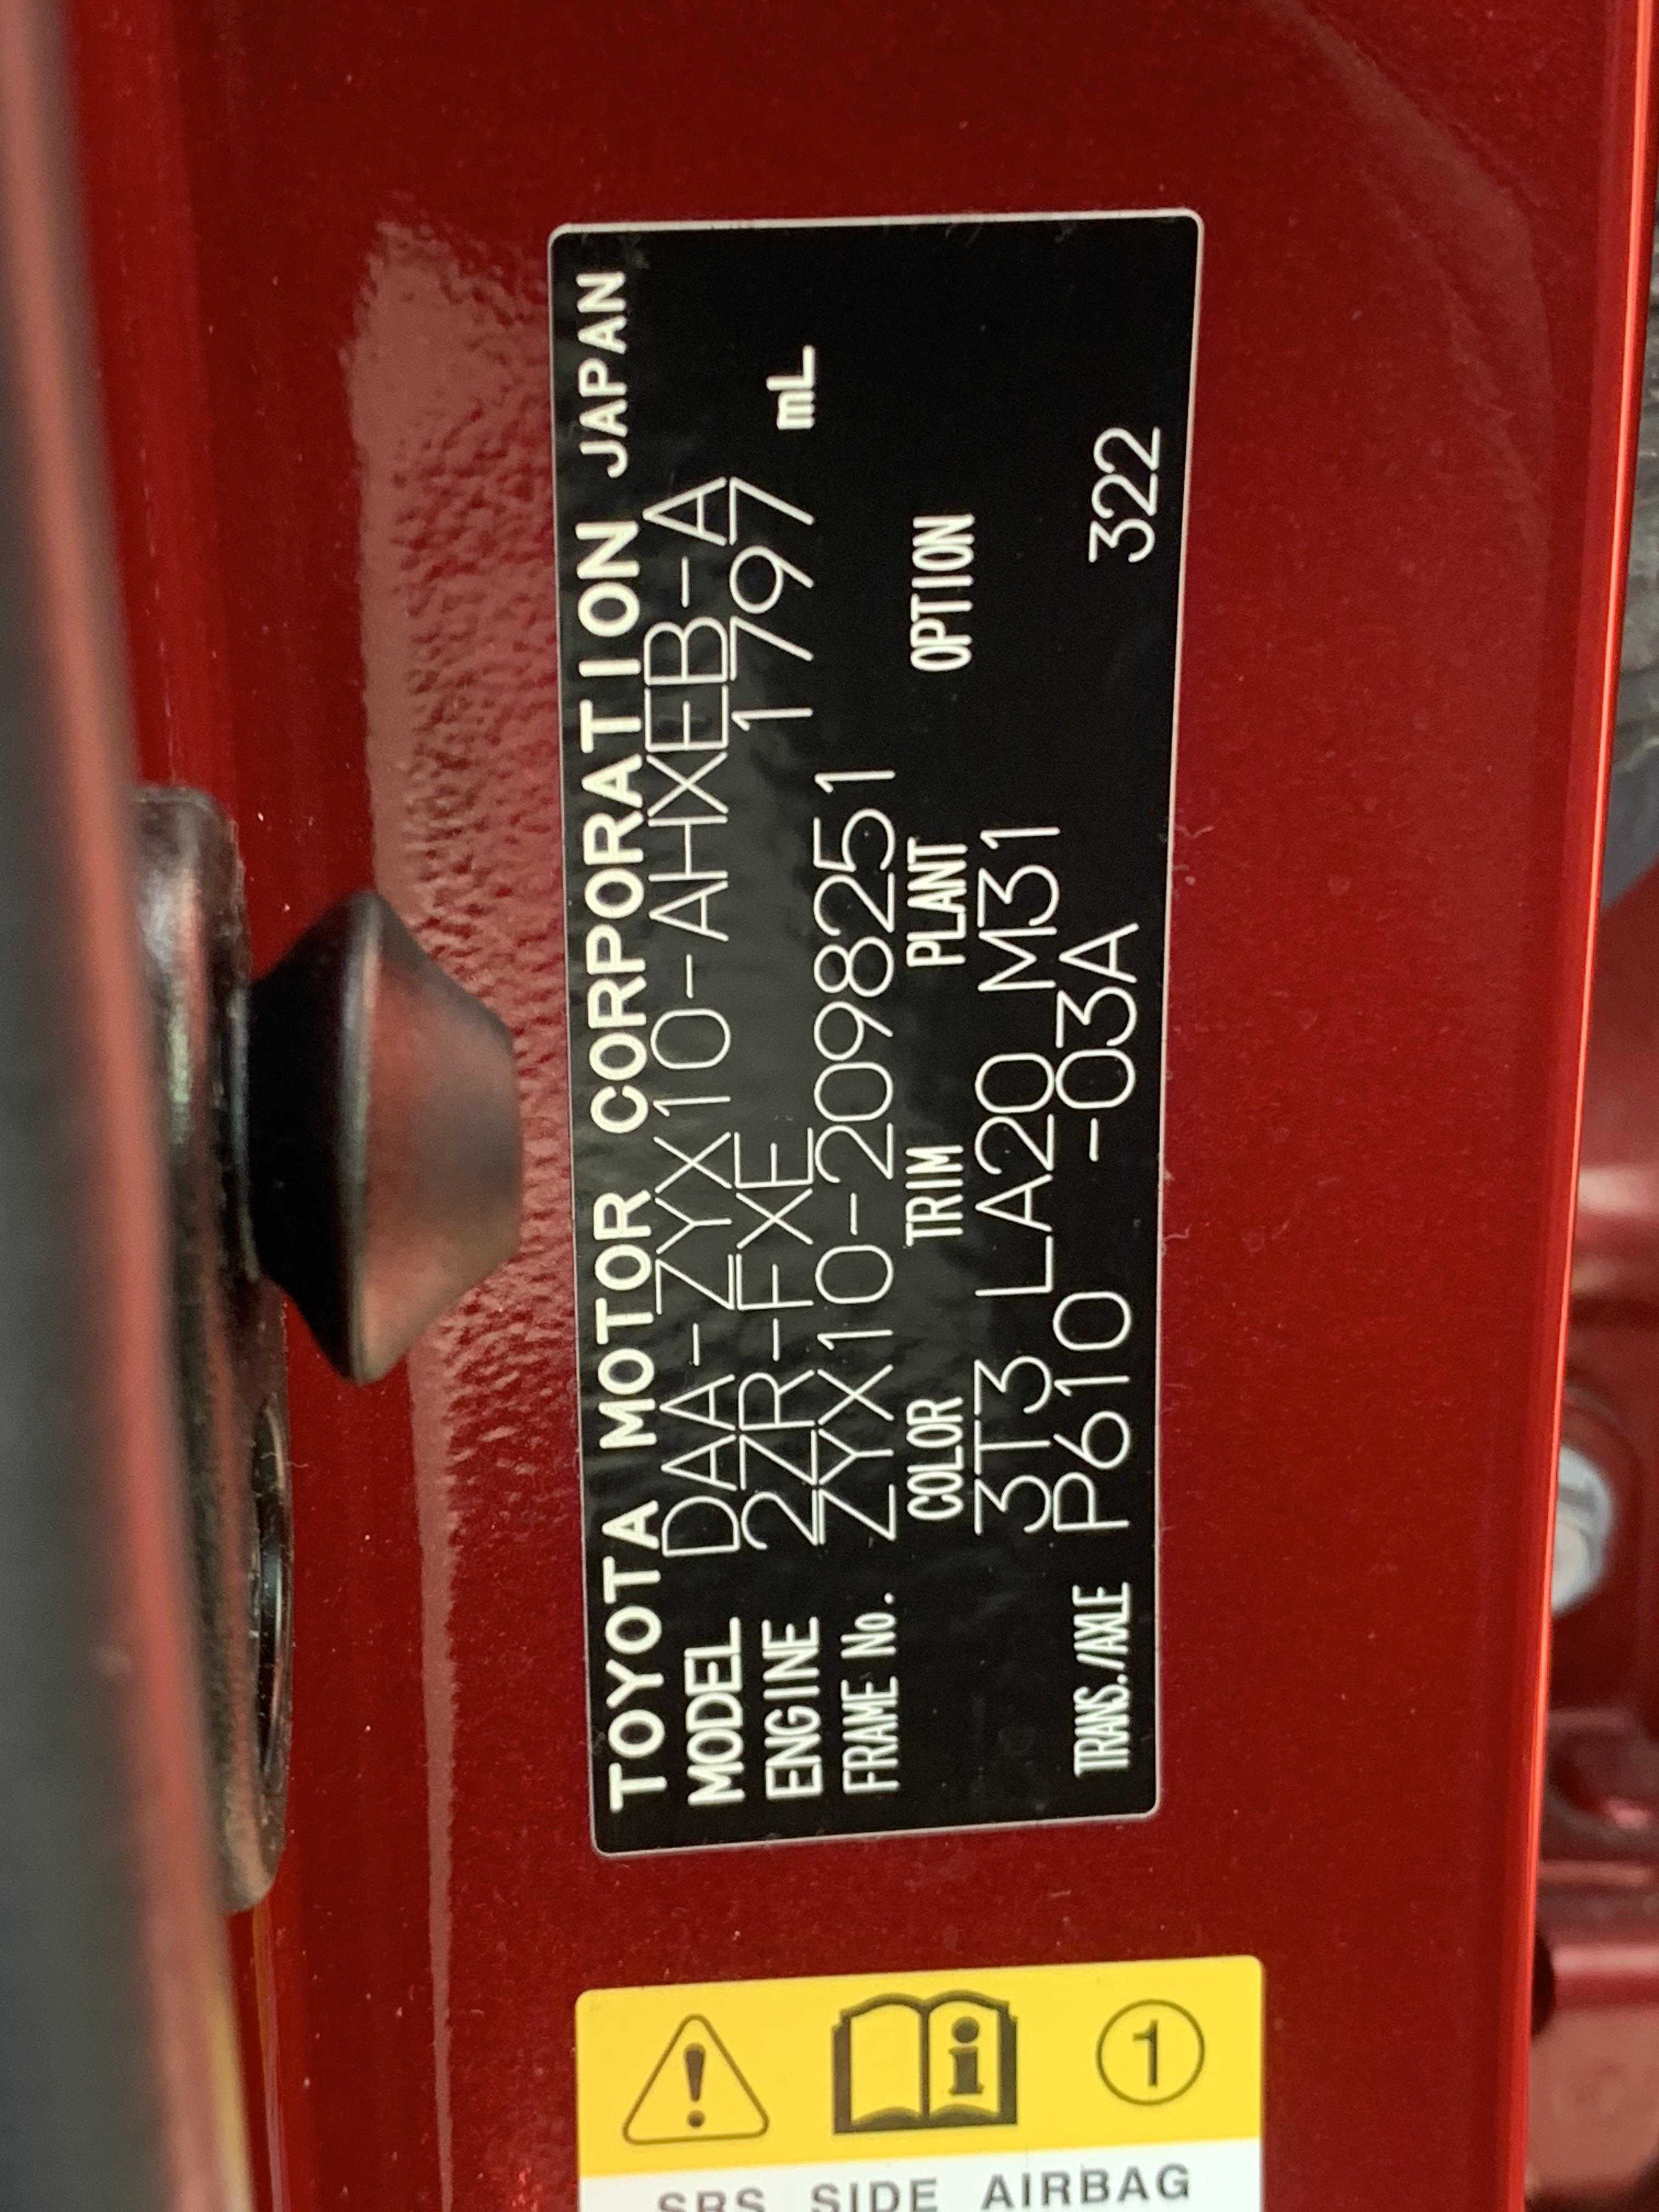 TOYOTA MOTOR CORPORATION JAPAN
MODEL DAA-ZYX10-AHXEB-A
ENGINE 2ZR-FXE 1797 mL
FRAME No. ZYX10-2098251
COLOR TRIM PLANT OPTION
3T3 LA20 M31
TRANS./AXLE P610 -03A 322
1
SRS SIDE AIRBAG